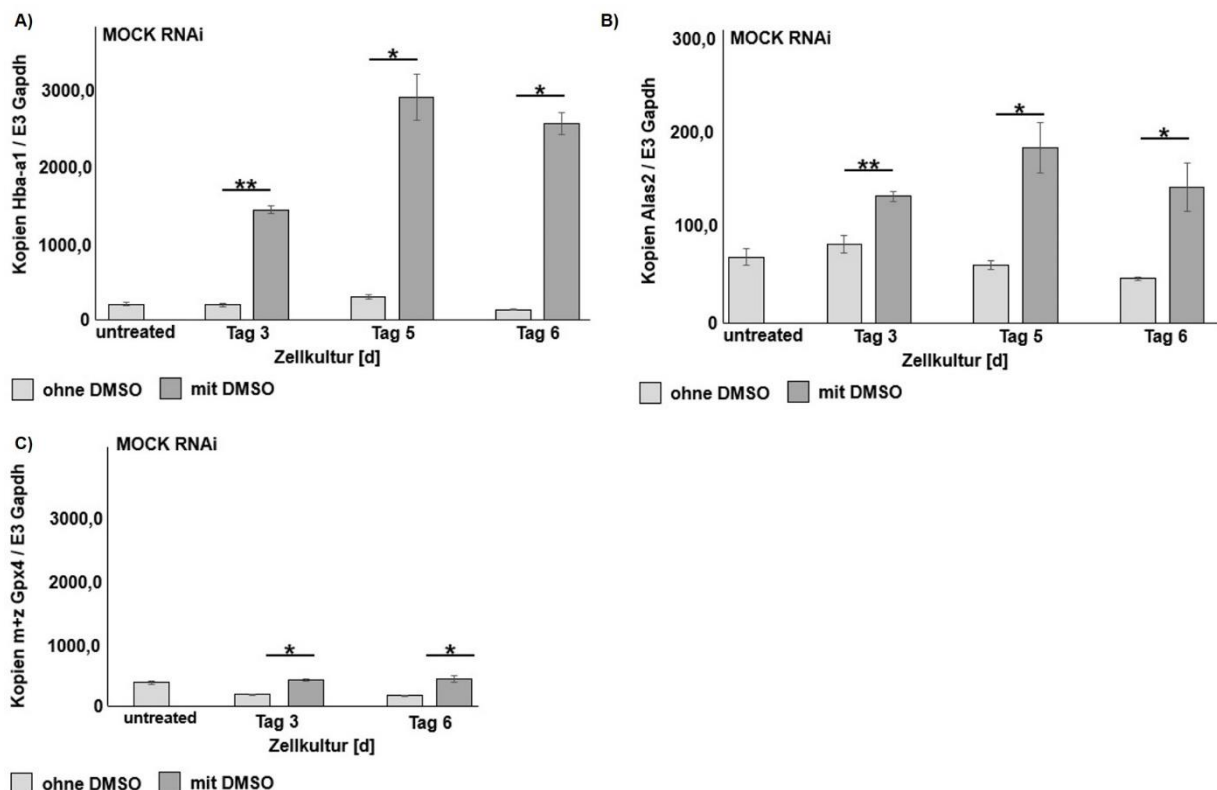 A)
MOCK RNAi
Kopien Hba-a1 / E3 Gapdh
3000,0
2000,0
1000,0
0
** * *
untreated Tag 3 Tag 5 Tag 6
Zellkultur [d]
ohne DMSO mit DMSO
B)
MOCK RNAi
Kopien Alas2 / E3 Gapdh
300,0
200,0
100,0
0
** * *
untreated Tag 3 Tag 5 Tag 6
Zellkultur [d]
ohne DMSO mit DMSO
C)
MOCK RNAi
Kopien m+z Gpx4 / E3 Gapdh
3000,0
2000,0
1000,0
0
* *
untreated Tag 3 Tag 6
Zellkultur [d]
ohne DMSO mit DMSO